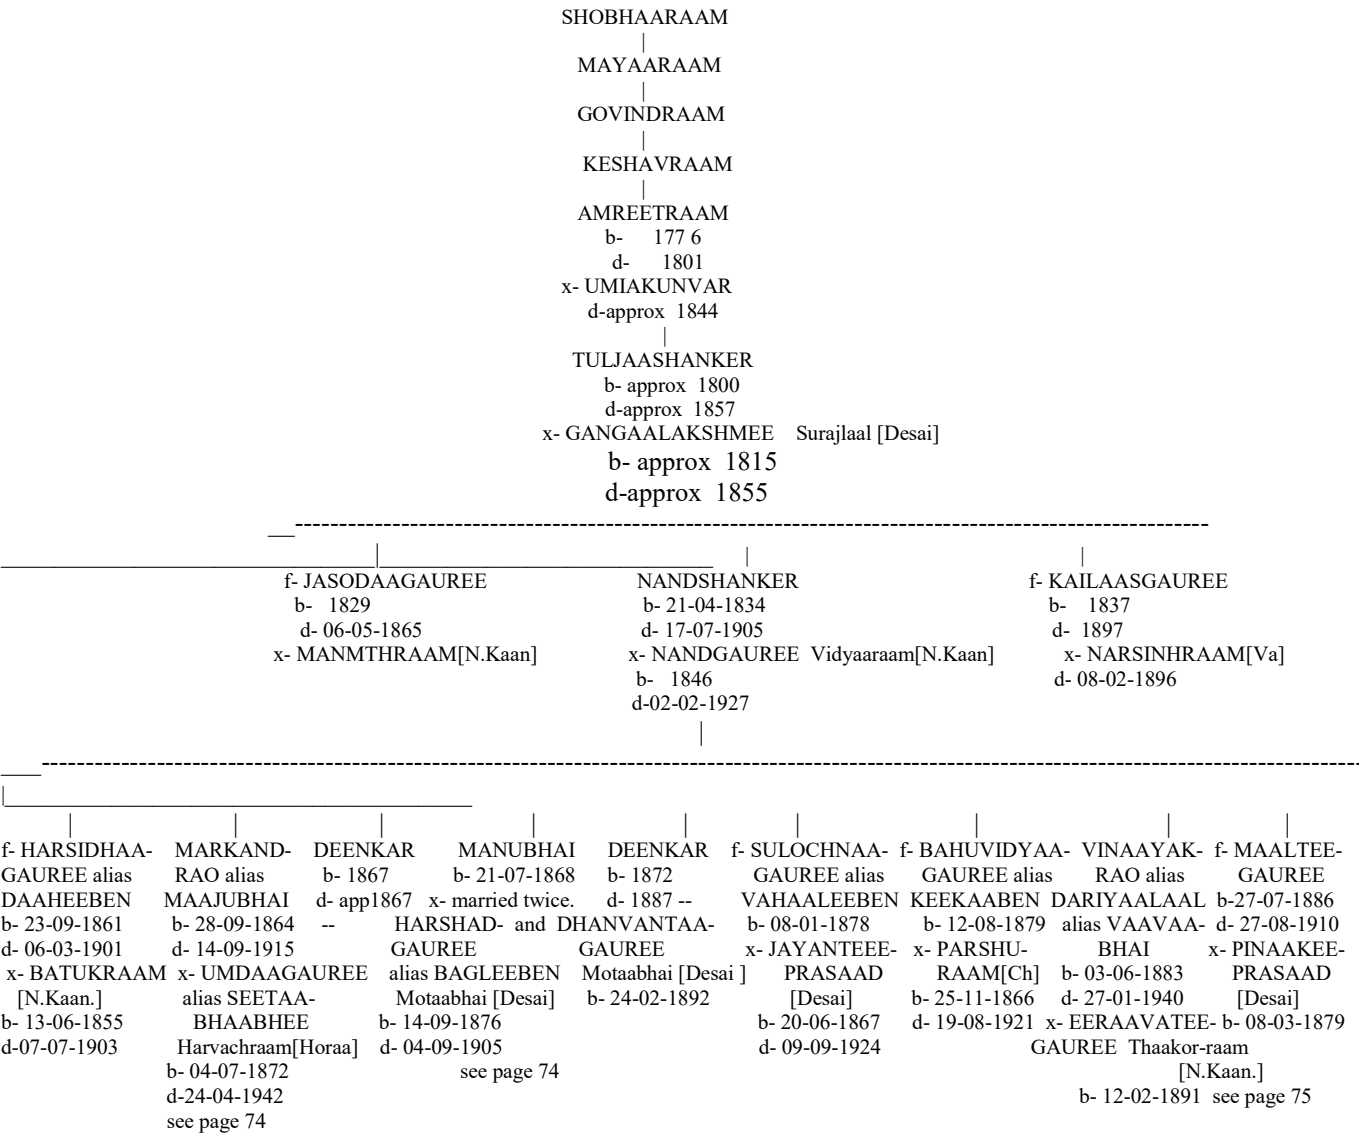 SHOBHAARAAM
|
MAYAARAAM
|
GOVINDRAAM
|
KESHAVRAAM
|
AMREETRAAM
b- 177 6
d- 1801
x- UMIAKUNVAR
d-approx 1844
|
TULJAASHANKER
b- approx 1800
d-approx 1857
x- GANGAALAKSHMEE Surajlaal [Desai]
b- approx 1815
d-approx 1855
f- JASODAAGAUREE NANDSHANKER f- KAILAASGAUREE
b- 1829 b- 21-04-1834 b- 1837
d- 06-05-1865 d- 17-07-1905 d- 1897
x- MANMTHRAAM[N.Kaan] x- NANDGAUREE Vidyaaraam[N.Kaan] x- NARSINHRAAM[Va]
b- 1846 d- 08-02-1896
d-02-02-1927
|
f- HARSIDHAA- MARKAND- DEENKAR MANUBHAI DEENKAR f- SULOCHNAA- f- BAHUVIDYAA- VINAAYAK- f- MAALTEE-
GAUREE alias RAO alias b- 1867 b- 21-07-1868 b- 1872 GAUREE alias GAUREE alias RAO alias GAUREE
DAAHEEBEN MAAJUBHAI d- app1867 x- married twice. d- 1887 -- VAHAALEEBEN KEEKAABEN DARIYAALAAL b-27-07-1886
b- 23-09-1861 b- 28-09-1864 -- HARSHAD- and DHANVANTAA- b- 08-01-1878 b- 12-08-1879 alias VAAVAA- d- 27-08-1910
d- 06-03-1901 d- 14-09-1915 GAUREE GAUREE x- JAYANTEEE- x- PARSHU- BHAI x- PINAAKEE-
x- BATUKRAAM x- UMDAAGAUREE alias BAGLEEBEN Motaabhai [Desai ] PRASAAD RAAM[Ch] b- 03-06-1883 PRASAAD
[N.Kaan.] alias SEETAA- Motaabhai [Desai] b- 24-02-1892 [Desai] b- 25-11-1866 d- 27-01-1940 [Desai]
b- 13-06-1855 BHAABHEE b- 14-09-1876 b- 20-06-1867 d- 19-08-1921 x- EERAAVATEE- b- 08-03-1879
d-07-07-1903 Harvachraam[Horaa] d- 04-09-1905 d- 09-09-1924 GAUREE Thaakor-raam
b- 04-07-1872 see page 74 [N.Kaan.]
d-24-04-1942 b- 12-02-1891 see page 75
see page 74